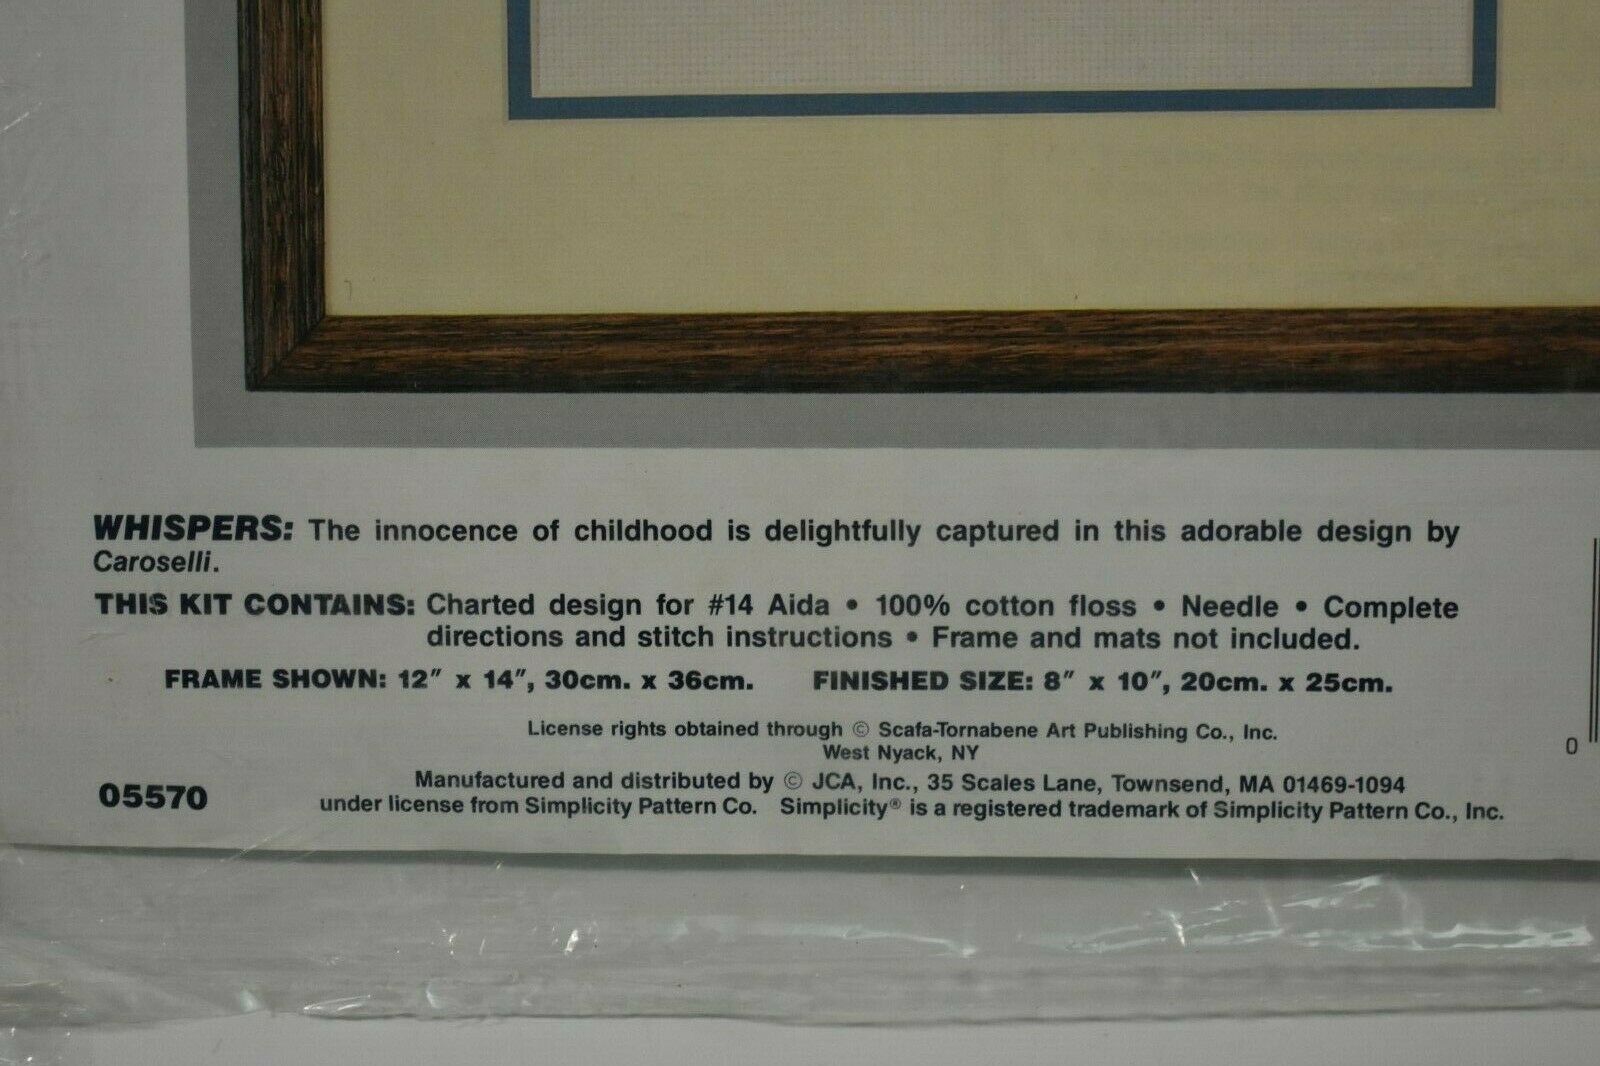 WHISPERS: The innocence of childhood is delightfully captured in this adorable design by
Caroselli.
THIS KIT CONTAINS: Charted design for #14 Aida • 100% cotton floss • Needle • Complete
directions and stitch instructions • Frame and mats not included.
FRAME SHOWN: 12" x 14", 30cm. x 36cm. FINISHED SIZE: 8" x 10", 20cm. x 25cm.
License rights obtained through © Scafa-Tornabene Art Publishing Co., Inc.
West Nyack, NY
Manufactured and distributed by © JCA, Inc., 35 Scales Lane, Townsend, MA 01469-1094
under license from Simplicity Pattern Co. Simplicity® is a registered trademark of Simplicity Pattern Co., Inc.
05570
0